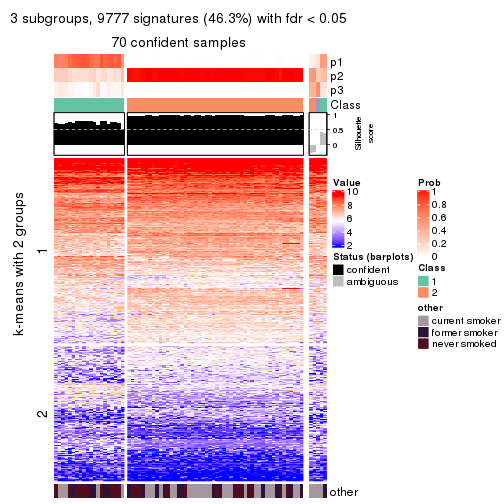 3 subgroups, 9777 signatures (46.3%) with fdr < 0.05
70 confident samples
p1
p2
p3
Class
1
0.5
0
Silhouette
score
k-means with 2 groups
1
2
Value
10
8
6
4
2
Status (barplots)
confident
ambiguous
Prob
1
0.8
0.6
0.4
0.2
0
Class
1
2
other
current smoker
former smoker
never smoked
other